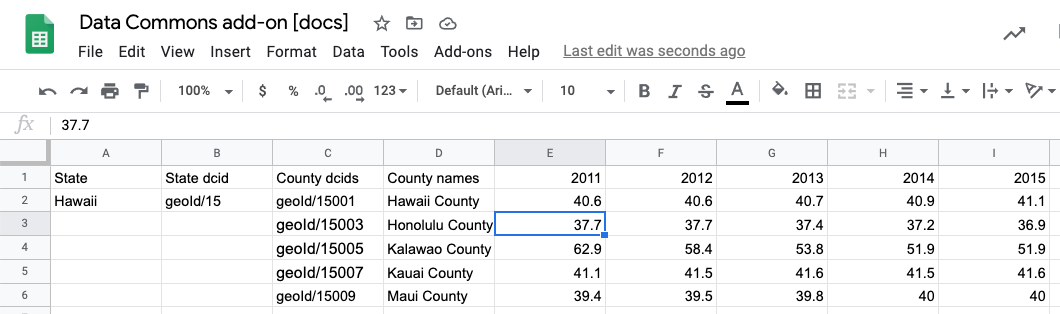 Data Commons add-on [docs]
File Edit View Insert Format Data Tools Add-ons Help Last edit was seconds ago
100% $ % .0 .00 123 Default (Ari... 10 B I S A
fx 37.7
A B C D E F G H I
1 State State dcid County dcids County names 2011 2012 2013 2014 2015
2 Hawaii geoId/15 geoId/15001 Hawaii County 40.6 40.6 40.7 40.9 41.1
3 geoId/15003 Honolulu County 37.7 37.7 37.4 37.2 36.9
4 geoId/15005 Kalawao County 62.9 58.4 53.8 51.9 51.9
5 geoId/15007 Kauai County 41.1 41.5 41.6 41.5 41.6
6 geoId/15009 Maui County 39.4 39.5 39.8 40 40